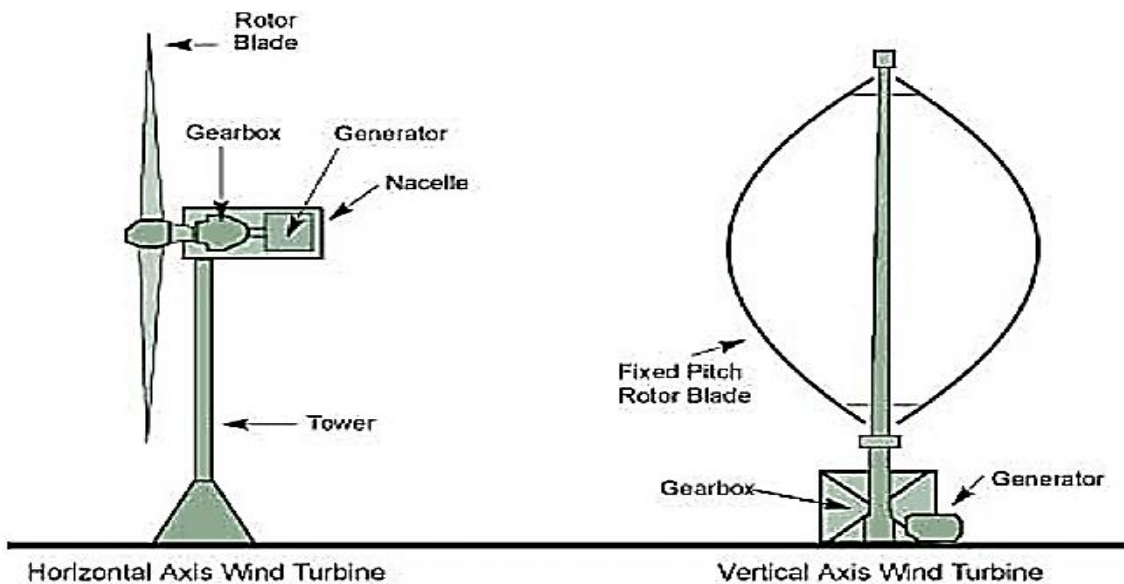 Rotor
Blade
Gearbox
Generator
Nacelle
Tower
Horizontal Axis Wind Turbine
Fixed Pitch
Rotor Blade
Gearbox
Generator
Vertical Axis Wind Turbine